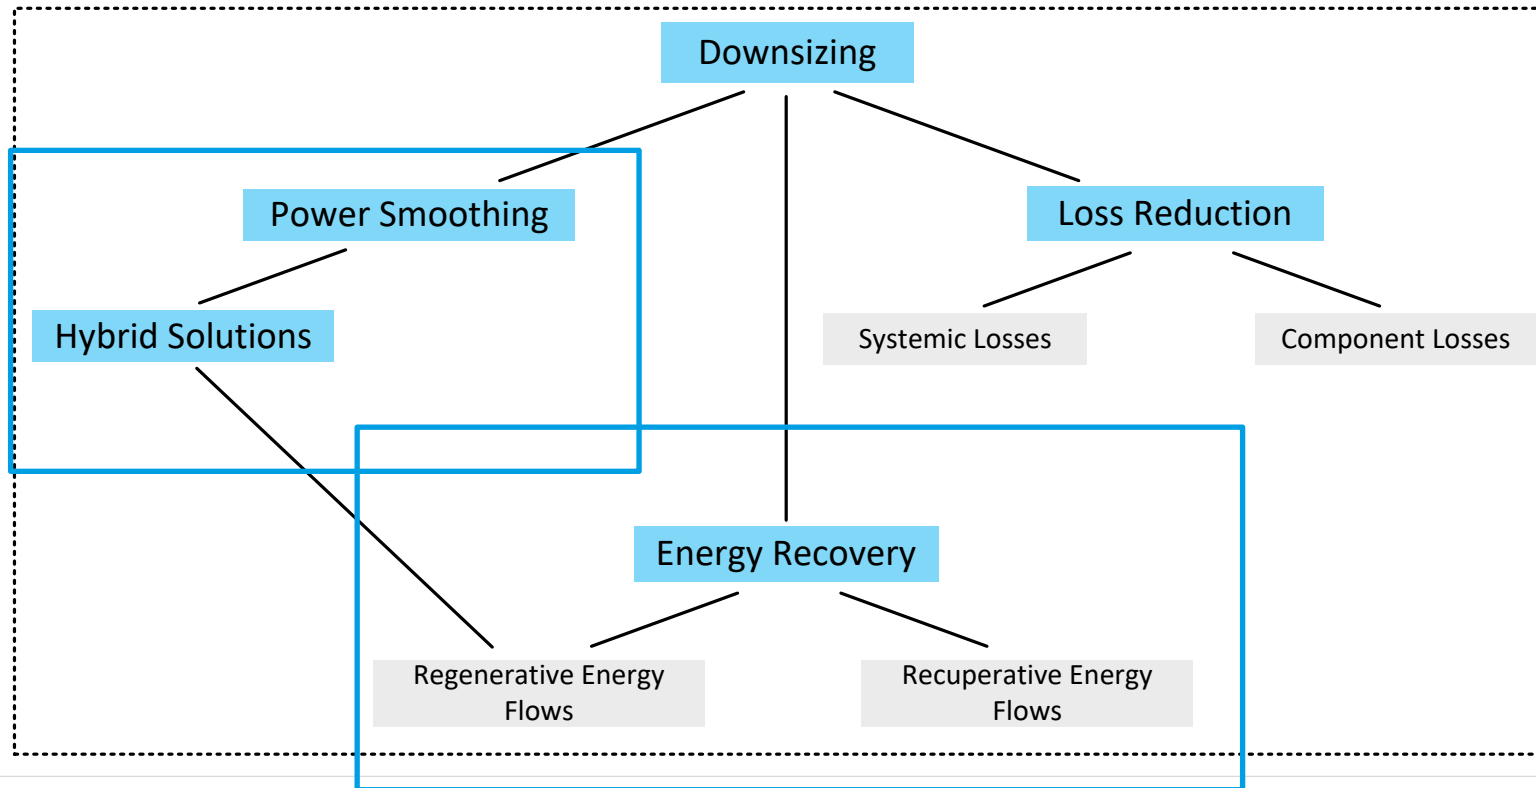 Downsizing
Power Smoothing
Loss Reduction
Hybrid Solutions
Systemic Losses
Component Losses
Energy Recovery
Regenerative Energy
Flows
Recuperative Energy
Flows